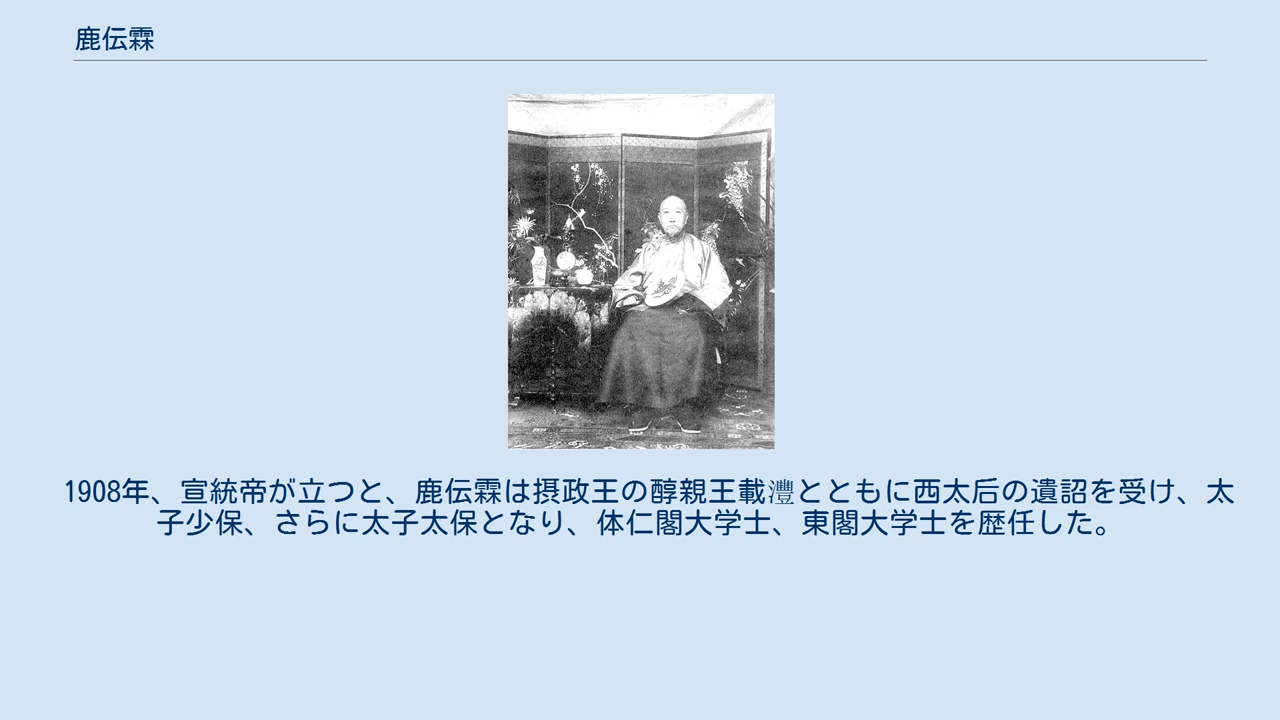 鹿伝霖
1908年、宣統帝が立つと、鹿伝霖は摂政王の醇親王載灃とともに西太后の遺詔を受け、太
子少保、さらに太子太保となり、体仁閣大学士、東閣大学士を歴任した。